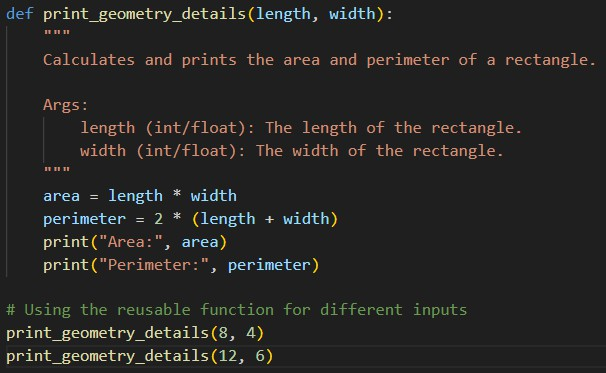 def print_geometry_details(length, width):
    """
    Calculates and prints the area and perimeter of a rectangle.

    Args:
        length (int/float): The length of the rectangle.
        width (int/float): The width of the rectangle.
    """
    area = length * width
    perimeter = 2 * (length + width)
    print("Area:", area)
    print("Perimeter:", perimeter)

# Using the reusable function for different inputs
print_geometry_details(8, 4)
print_geometry_details(12, 6)